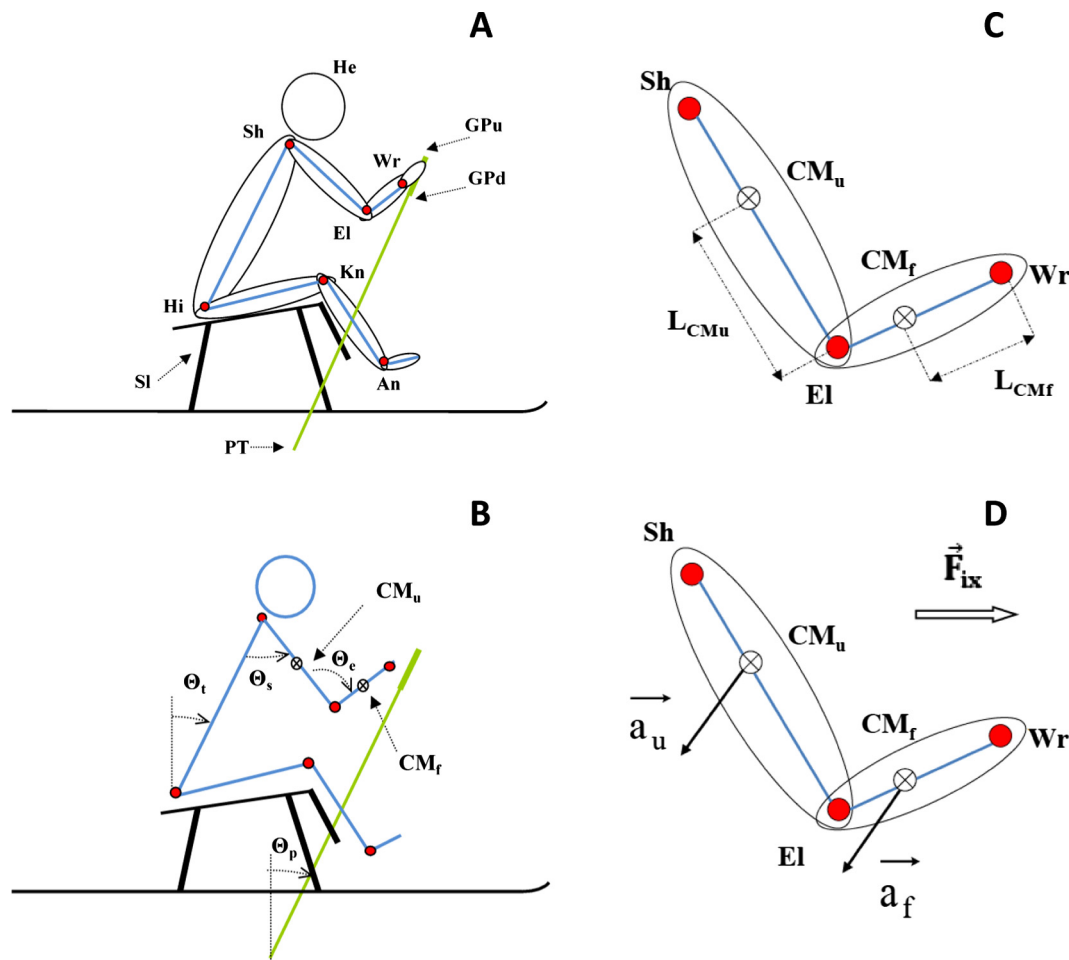 A
He
Sh
GPu
Wr
GPd
El
Kn
Hi
Sl
An
PT
C
Sh
CMu
CMf
Wr
LCMu
El
LCMf
B
CMu
Θt
Θs
Θe
CMf
Θp
D
Sh
Fix
CMu
CMf
Wr
au
El
af